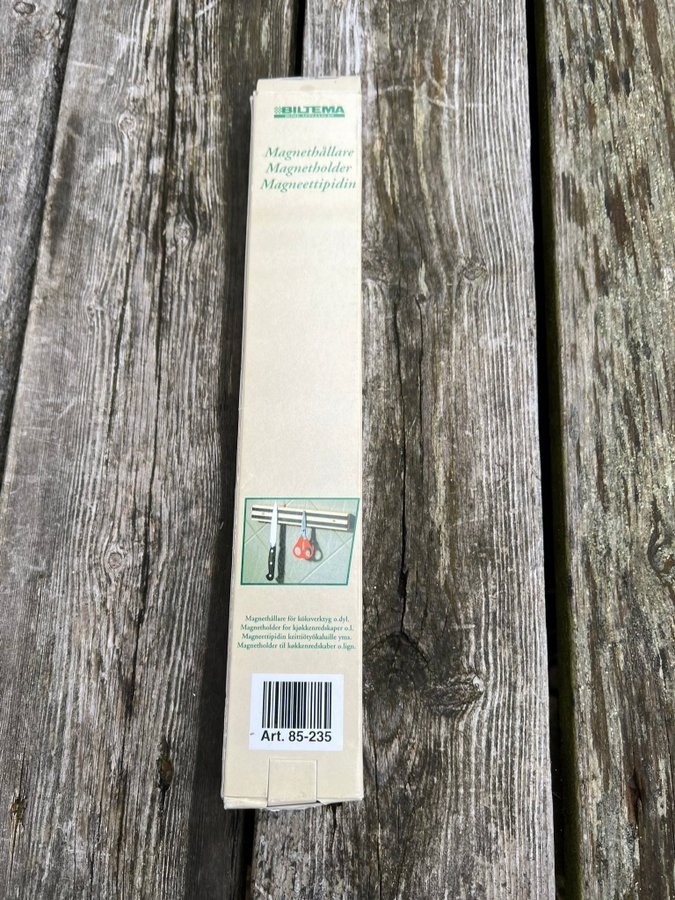 BILTEMA
Magnethållare
Magnetholder
Magneettipidin
Magnethållare för köksverktyg o.dyl.
Magnetholder for kjøkkenredskaper o.l.
Magneettipidin keittiötyökaluille yms.
Magnetholder til køkkenredskaber o.lign.
Art. 85-235